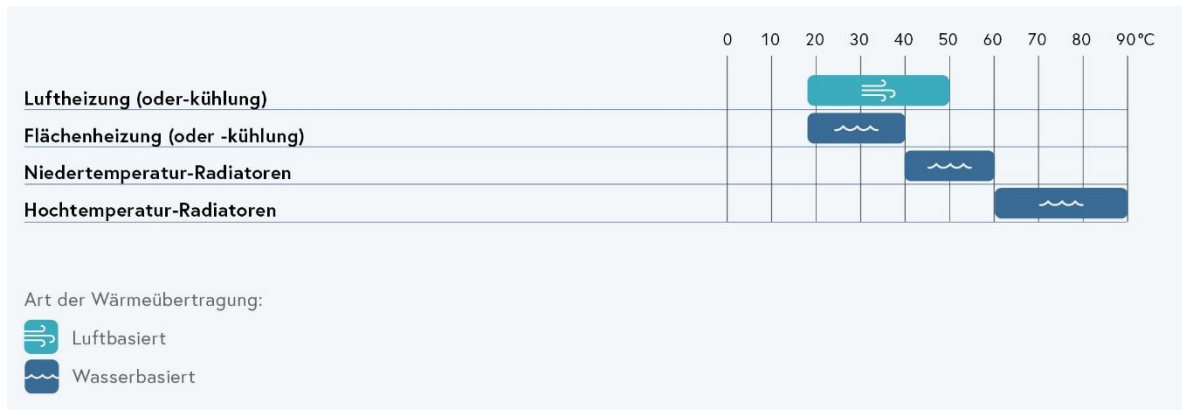 0 10 20 30 40 50 60 70 80 90°C
Luftheizung (oder-kühlung)
Flächenheizung (oder -kühlung)
Niedertemperatur-Radiatoren
Hochtemperatur-Radiatoren
Art der Wärmeübertragung:
Luftbasiert
Wasserbasiert